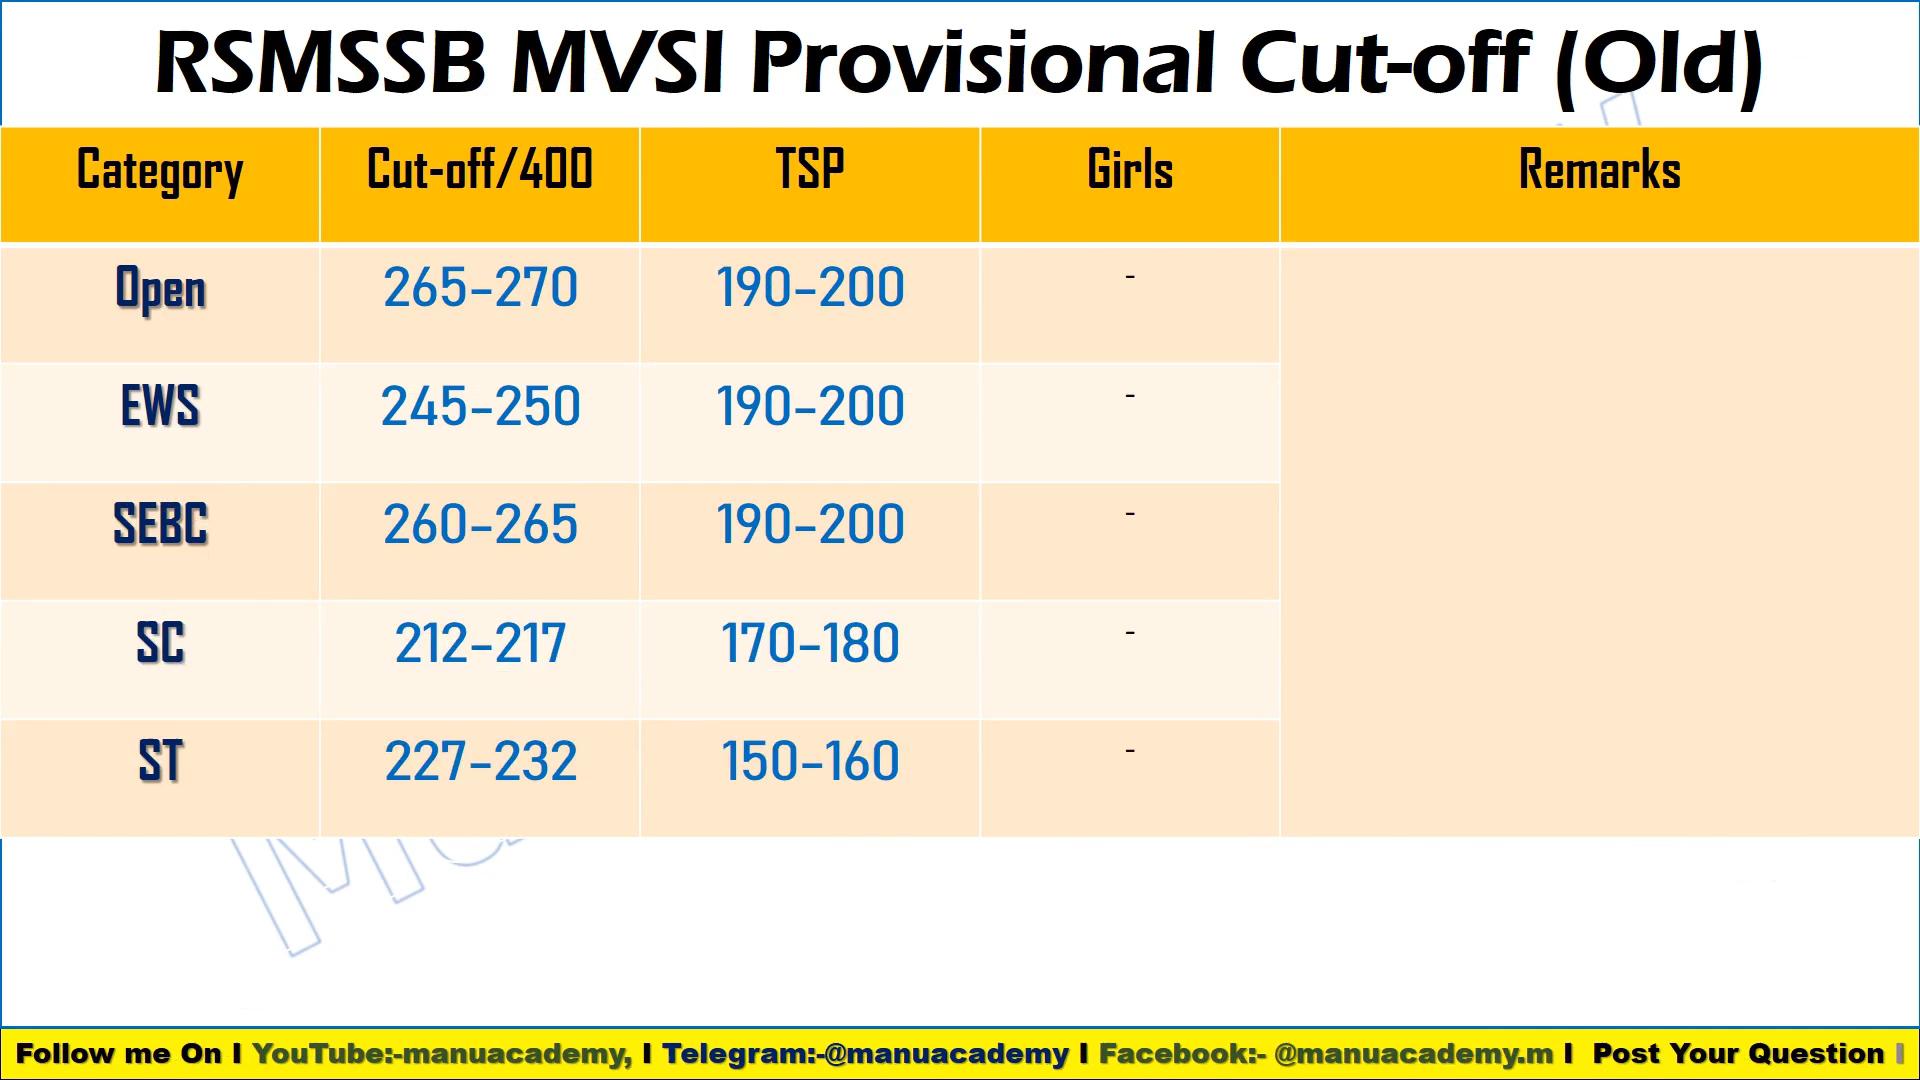 RSMSSB MVSI Provisional Cut-off (Old)
Category Cut-off/400 TSP Girls Remarks
Open 265-270 190-200 -
EWS 245-250 190-200 -
SEBC 260-265 190-200 -
SC 212-217 170-180 -
ST 227-232 150-160 -
Follow me On I YouTube:-manuacademy, I Telegram:-@manuacademy I Facebook:- @manuacademy.m I Post Your Question I